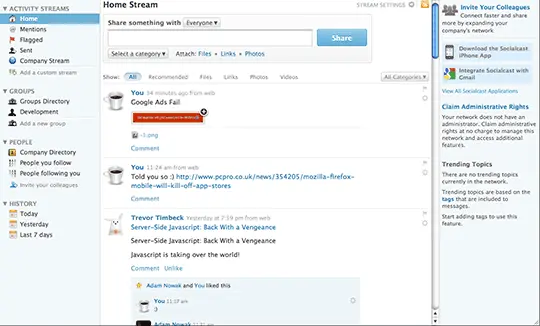 ACTIVITY STREAMS
Home
Mentions
Flagged
Sent
Company Stream
Add a custom stream
GROUPS
Groups Directory
Development
Add a new group
PEOPLE
Company Directory
People you follow
People following you
Invite your colleagues
HISTORY
Today
Yesterday
Last 7 days
Home Stream
STREAM SETTINGS
Share something with Everyone
Share
Select a category
Attach: Files • Links • Photos
Show: All Recommended Files Links Photos Videos
All Categories
You 34 minutes ago from web
Google Ads Fail
-1.png
Comment
You 11:24 am from web
Told you so :) http://www.pcpro.co.uk/news/354205/mozilla-firefox-
mobile-will-kill-off-app-stores
Comment
Trevor Timbeck Yesterday at 7:59 pm from web
Server-Side Javascript: Back With a Vengeance
Server-Side Javascript: Back With a Vengeance
Javascript is taking over the world!
Comment Unlike
Adam Nowak and You liked this
You 11:17 am
:)
Adam Nowak
Invite Your Colleagues
Connect faster and share
more by expanding your
company's network
Download the Socialcast
iPhone App
Integrate Socialcast with
Gmail
View All Socialcast Applications
Claim Administrative Rights
Your network does not have an
administrator. Claim administrative
rights at no charge to manage this
network and access additional
features.
Trending Topics
There are no trending topics
currently in the network.
Trending topics are based on the
tags that are included to
messages.
Start adding tags to use this
feature.